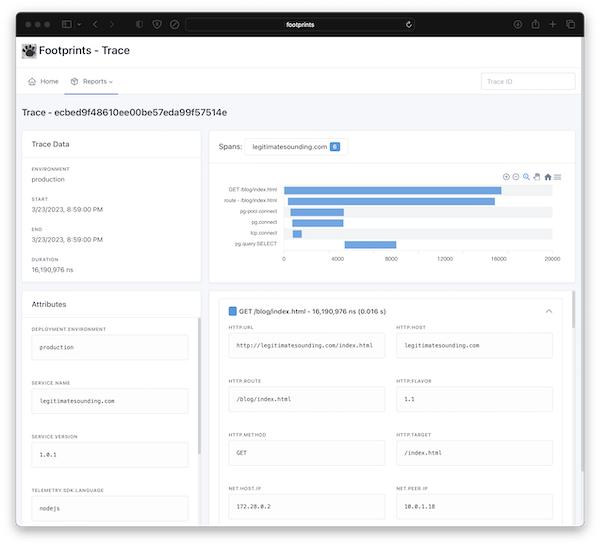 footprints
Footprints - Trace
Home
Reports
Trace ID
Trace - ecbed9f48610ee00be57eda99f57514e
Trace Data
ENVIRONMENT
production
START
3/23/2023, 8:59:00 PM
END
3/23/2023, 8:59:00 PM
DURATION
16,190,976 ns
Spans: legitimatesounding.com 6
GET /blog/index.html
route - /blog/index.html
pg-pool.connect
pg.connect
tcp.connect
pg.query:SELECT
0 4000 8000 12000 16000 20000
Attributes
DEPLOYMENT.ENVIRONMENT
production
SERVICE.NAME
legitimatesounding.com
SERVICE.VERSION
1.0.1
TELEMETRY.SDK.LANGUAGE
nodejs
GET /blog/index.html - 16,190,976 ns (0.016 s)
HTTP.URL
http://legitimatesounding.com/index.html
HTTP.HOST
legitimatesounding.com
HTTP.ROUTE
/blog/index.html
HTTP.FLAVOR
1.1
HTTP.METHOD
GET
HTTP.TARGET
/index.html
NET.HOST.IP
172.28.0.2
NET.PEER.IP
10.0.1.18